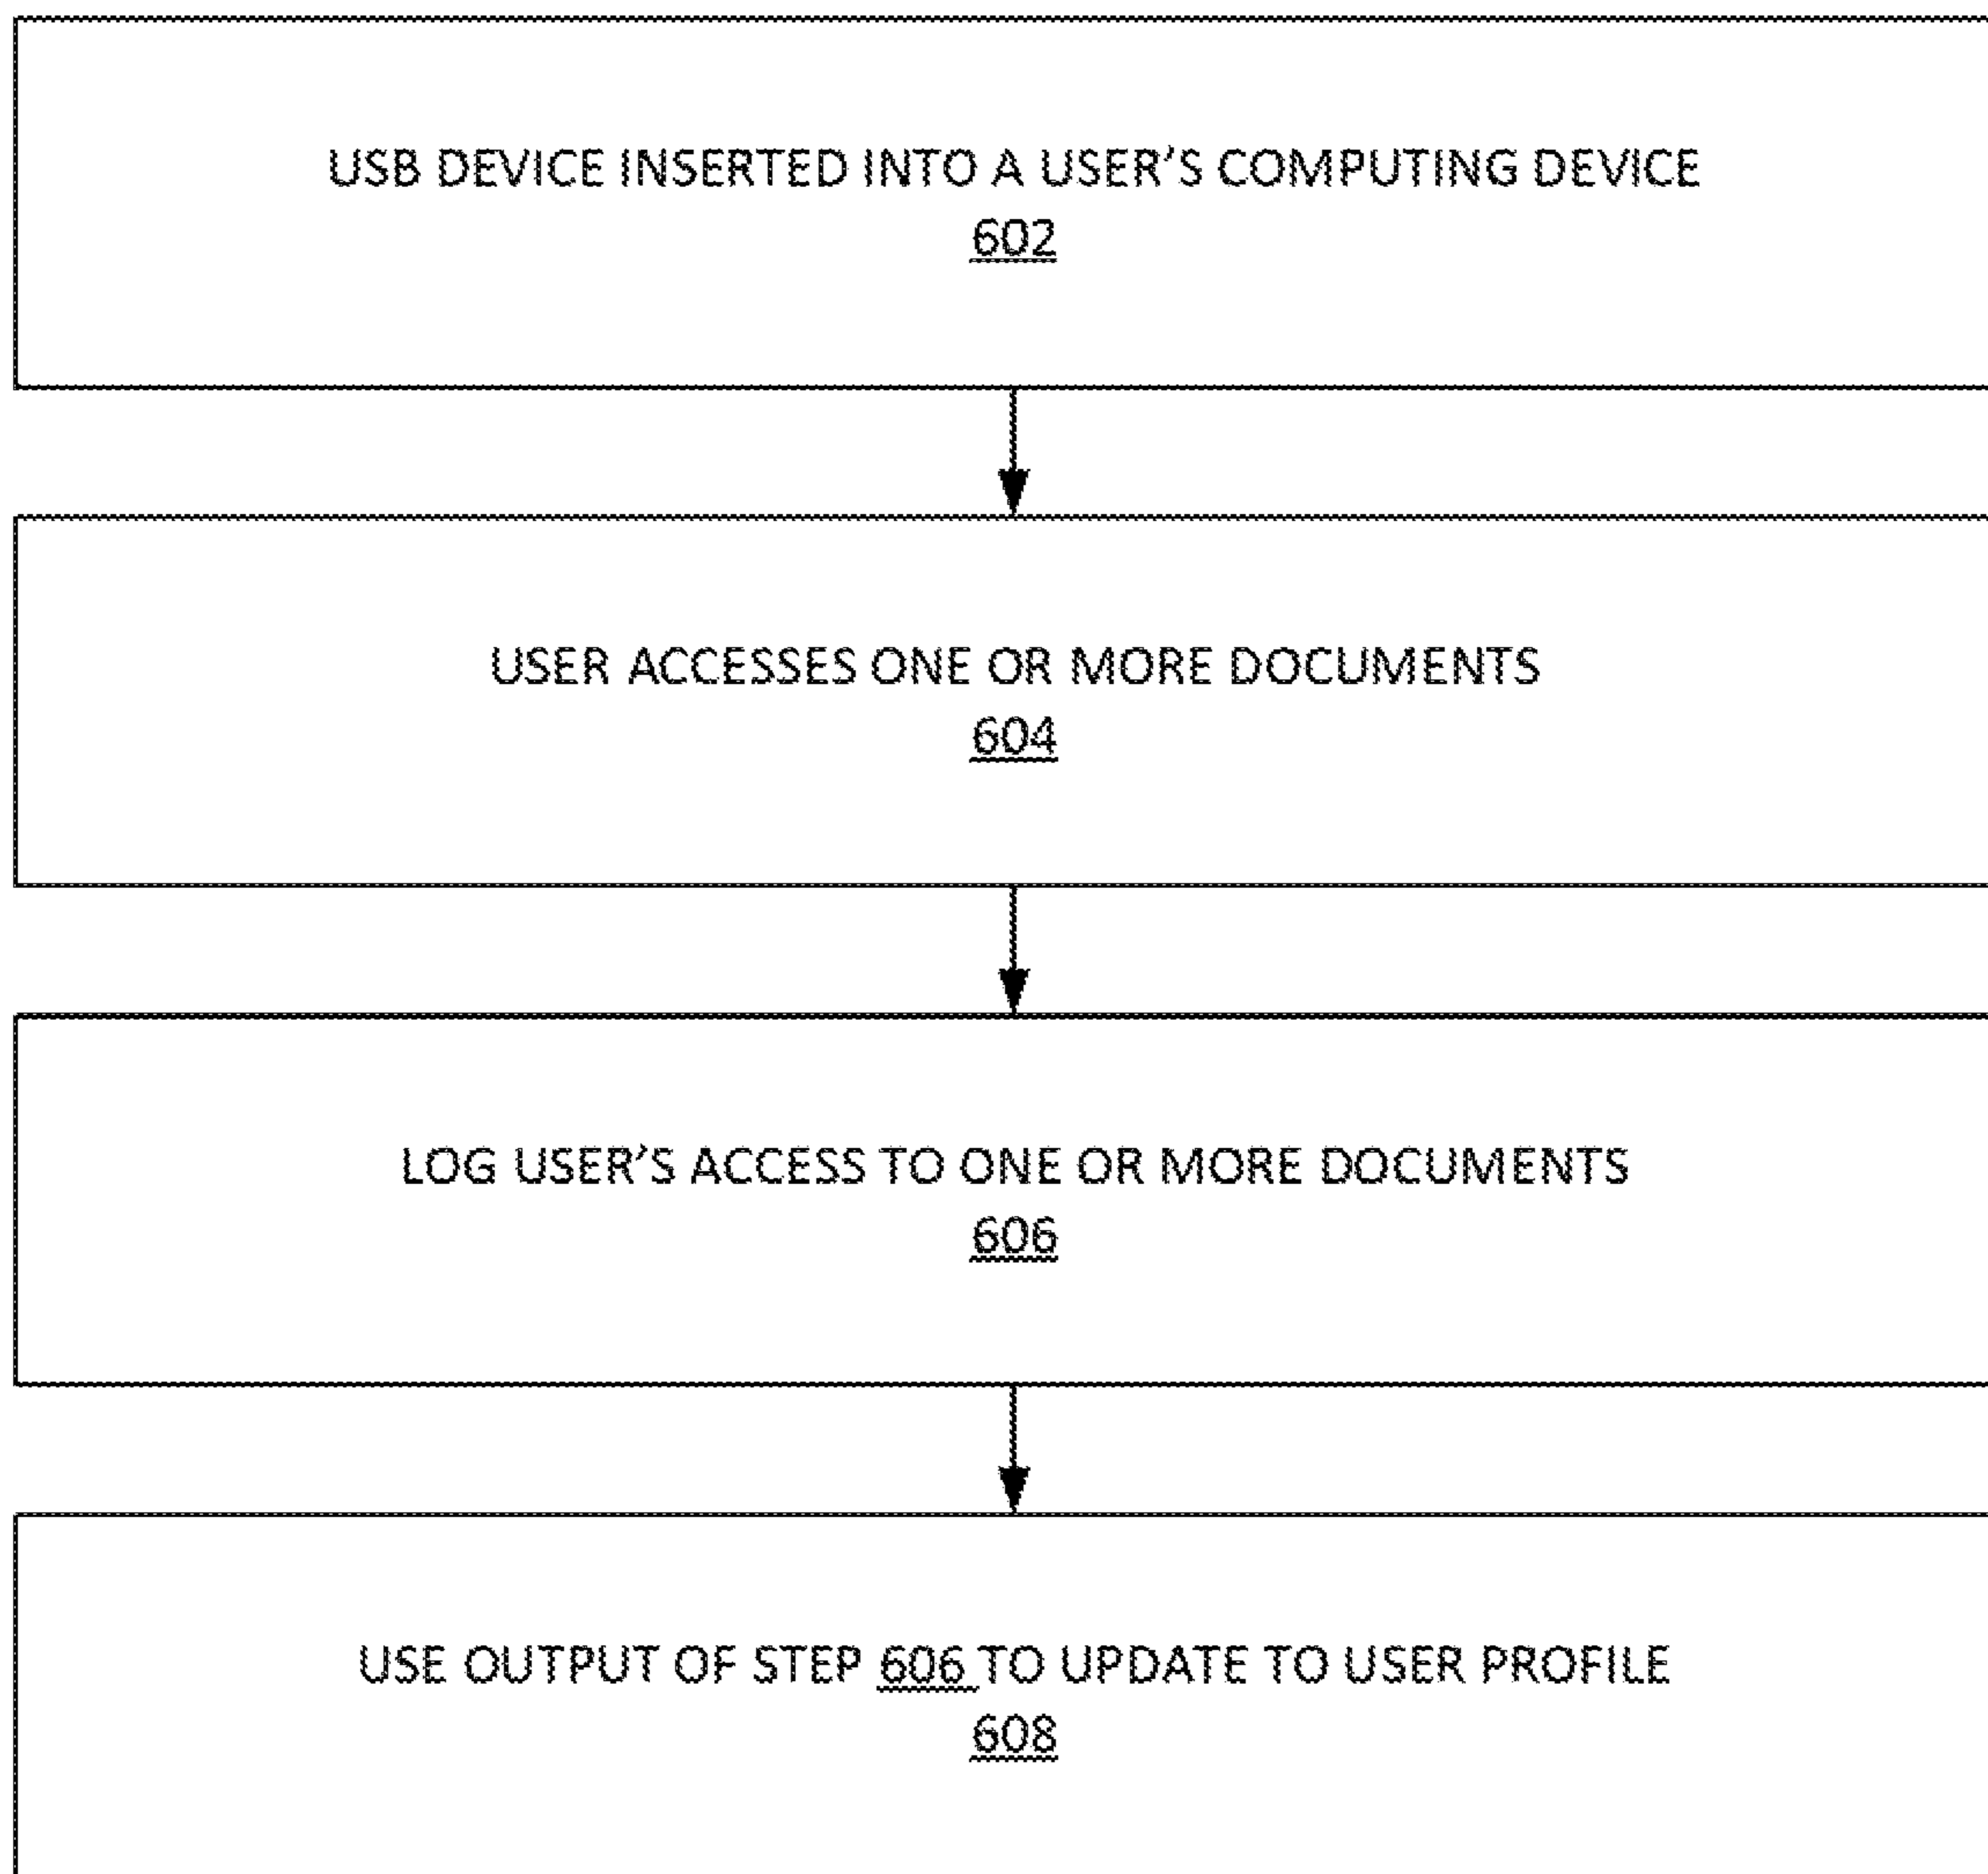 USB DEVICE INSERTED INTO A USER’S COMPUTING DEVICE
602
USER ACCESSES ONE OR MORE DOCUMENTS
604
LOG USER’S ACCESS TO ONE OR MORE DOCUMENTS
606
USE OUTPUT OF STEP 606 TO UPDATE TO USER PROFILE
608